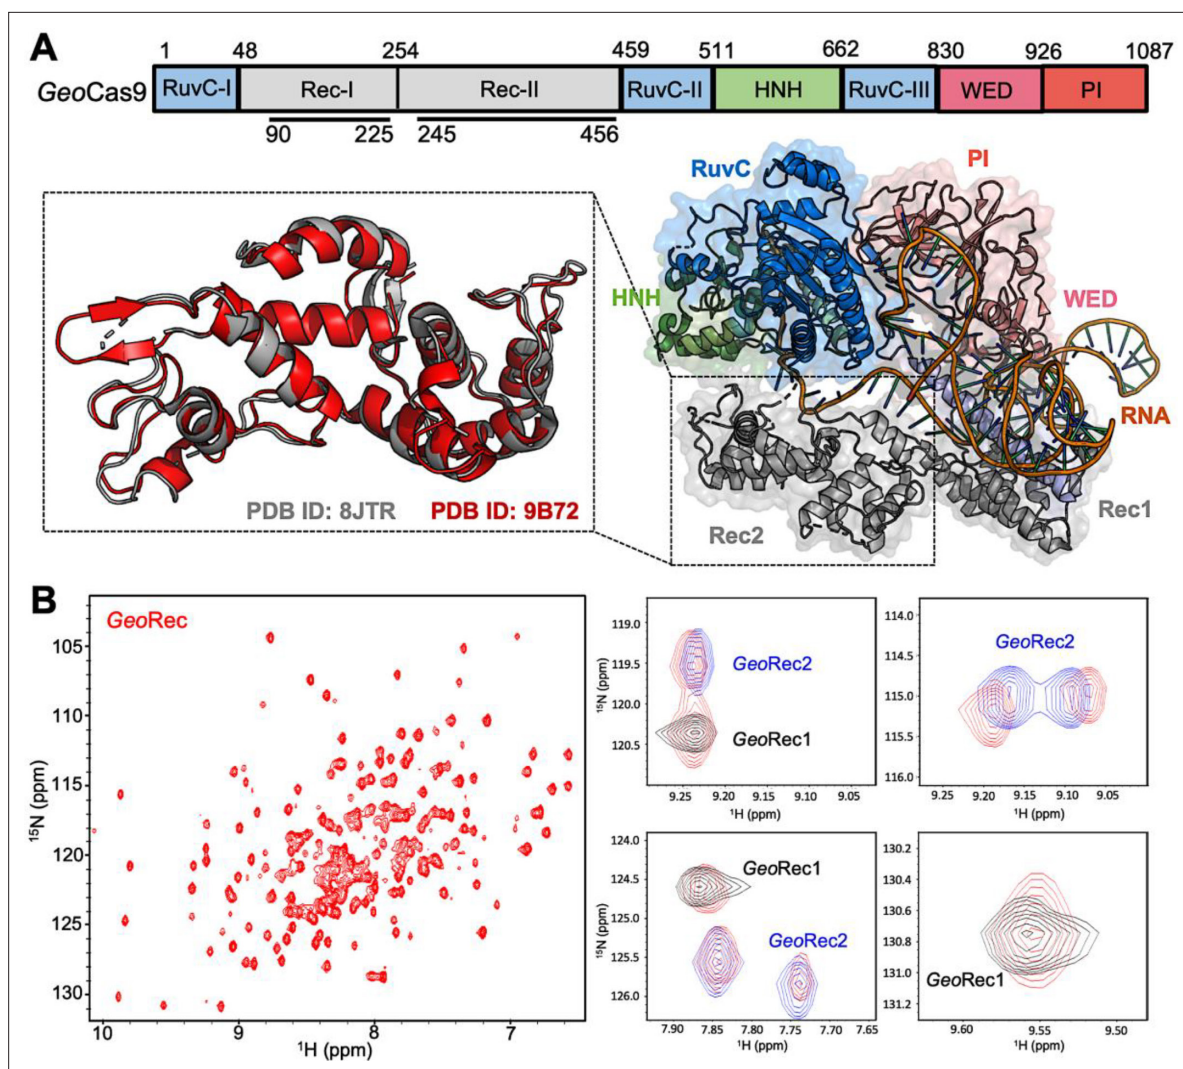 A
1 48 254 459 511 662 830 926 1087
GeoCas9 RuvC-I Rec-I Rec-II RuvC-II HNH RuvC-III WED PI
90 225 245 456
RuvC
PI
HNH
WED
RNA
Rec2
Rec1
PDB ID: 8JTR PDB ID: 9B72
B
GeoRec
105
110
115
120
125
130
15N (ppm)
10 9 8 7
1H (ppm)
119.0
119.5
120.0
120.5
15N (ppm)
GeoRec2
GeoRec1
9.25 9.20 9.15 9.10 9.05
1H (ppm)
114.0
114.5
115.0
115.5
116.0
GeoRec2
9.25 9.20 9.15 9.10 9.05
1H (ppm)
124.0
124.5
125.0
125.5
126.0
15N (ppm)
GeoRec1
GeoRec2
7.90 7.85 7.80 7.75 7.70 7.65
1H (ppm)
130.2
130.4
130.6
130.8
131.0
131.2
GeoRec1
9.60 9.55 9.50
1H (ppm)